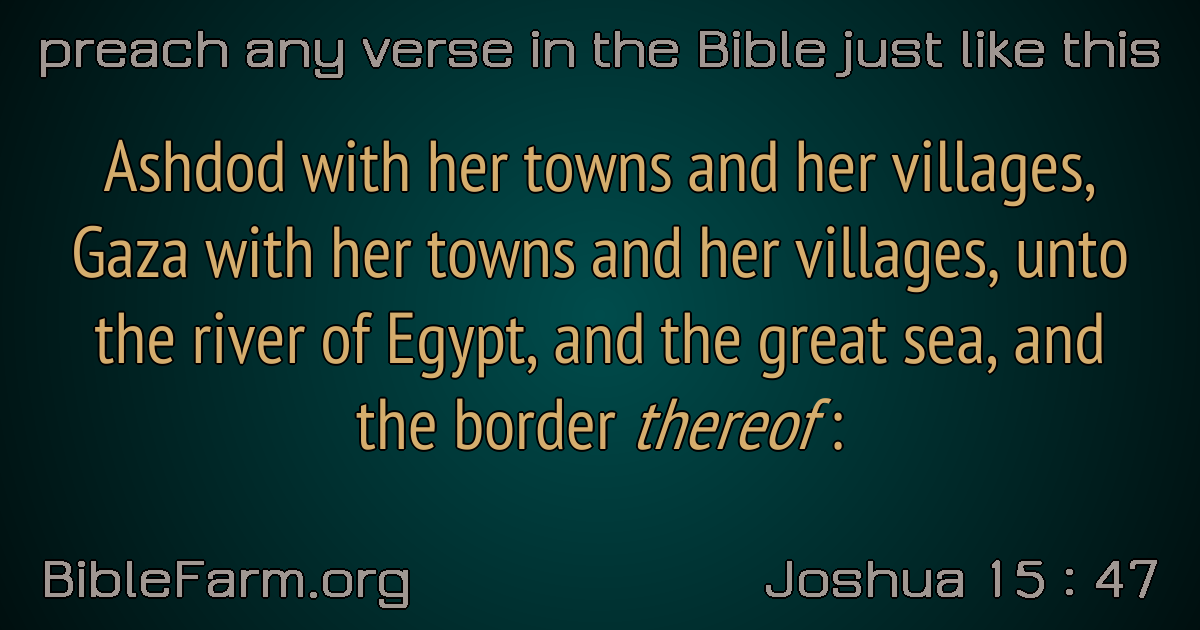 preach any verse in the Bible just like this
Ashdod with her towns and her villages,
Gaza with her towns and her villages, unto
the river of Egypt, and the great sea, and
the border thereof :
BibleFarm.org
Joshua 15 : 47